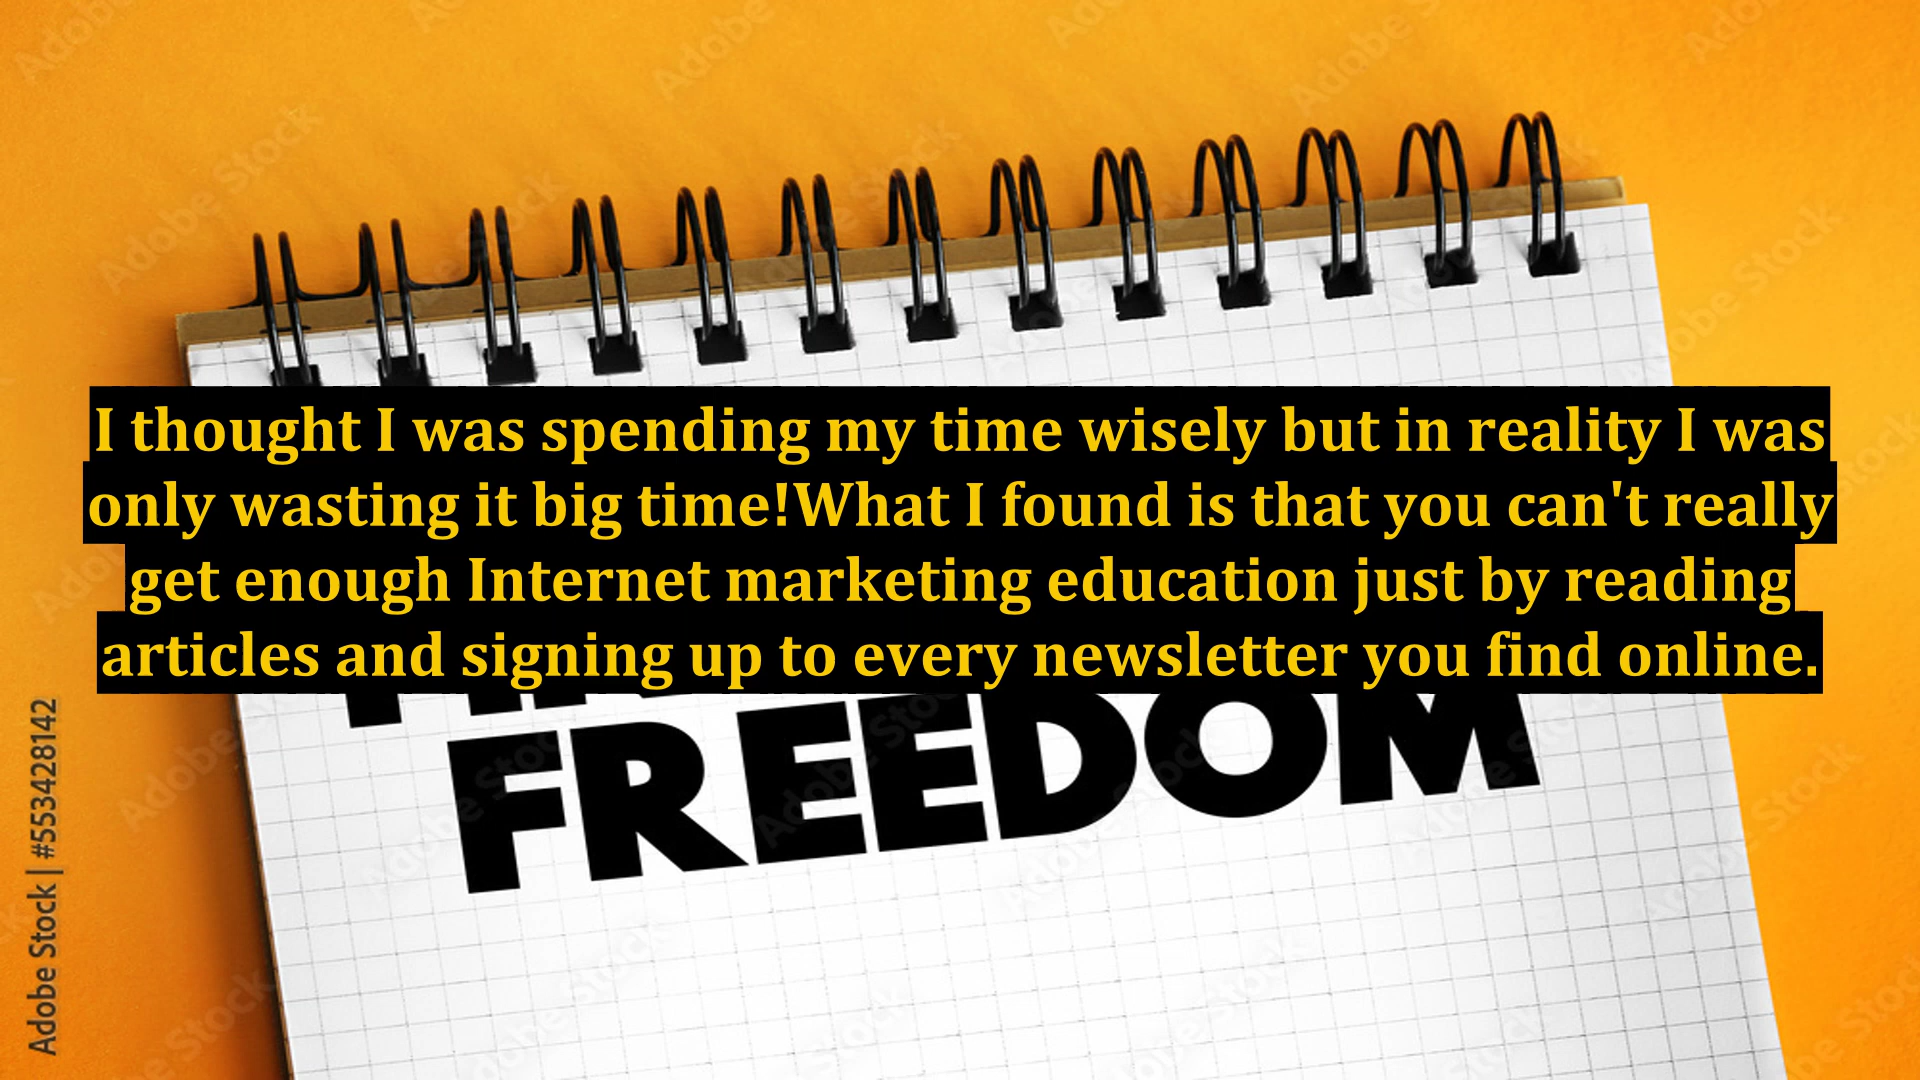 I thought I was spending my time wisely but in reality I was
only wasting it big time!What I found is that you can't really
get enough Internet marketing education just by reading
articles and signing up to every newsletter you find online.
FREEDOM
Adobe Stock | #553428142
Adobe Stock